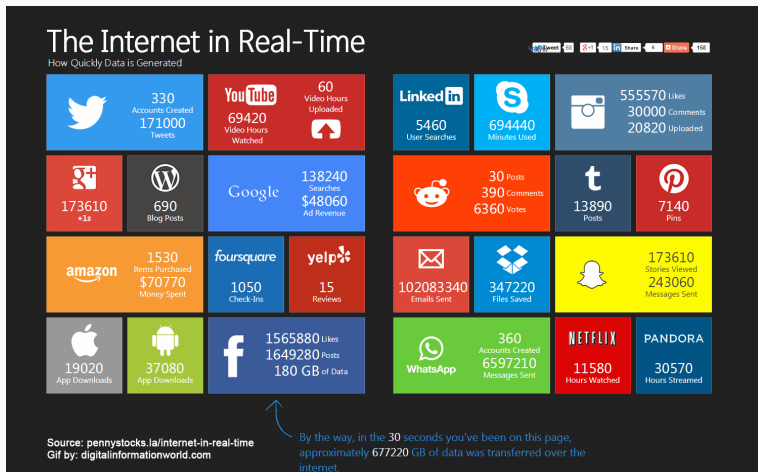 The Internet in Real-Time
How Quickly Data is Generated
Tweet 68 +1 15 in Share 6 Share 158
330
Accounts Created
171000
Tweets
You Tube
69420
Video Hours
Watched
60
Video Hours
Uploaded
Linked in
5460
User Searches
694440
Minutes Used
555570 Likes
30000 Comments
20820 Uploaded
173610
+1s
690
Blog Posts
Google
138240
Searches
$48060
Ad Revenue
30 Posts
390 Comments
6360 Votes
13890
Posts
7140
Pins
amazon
1530
Items Purchased
$70770
Money Spent
foursquare
1050
Check-Ins
yelp
15
Reviews
102083340
Emails Sent
347220
Files Saved
173610
Stories Viewed
243060
Messages Sent
19020
App Downloads
37080
App Downloads
1565880 Likes
1649280 Posts
180 GB of Data
WhatsApp
360
Accounts Created
6597210
Messages Sent
NETFLIX
11580
Hours Watched
PANDORA
30570
Hours Streamed
Source: pennystocks.la/internet-in-real-time
Gif by: digitalinformationworld.com
By the way, in the 30 seconds you've been on this page,
approximately 677220 GB of data was transferred over the
internet.